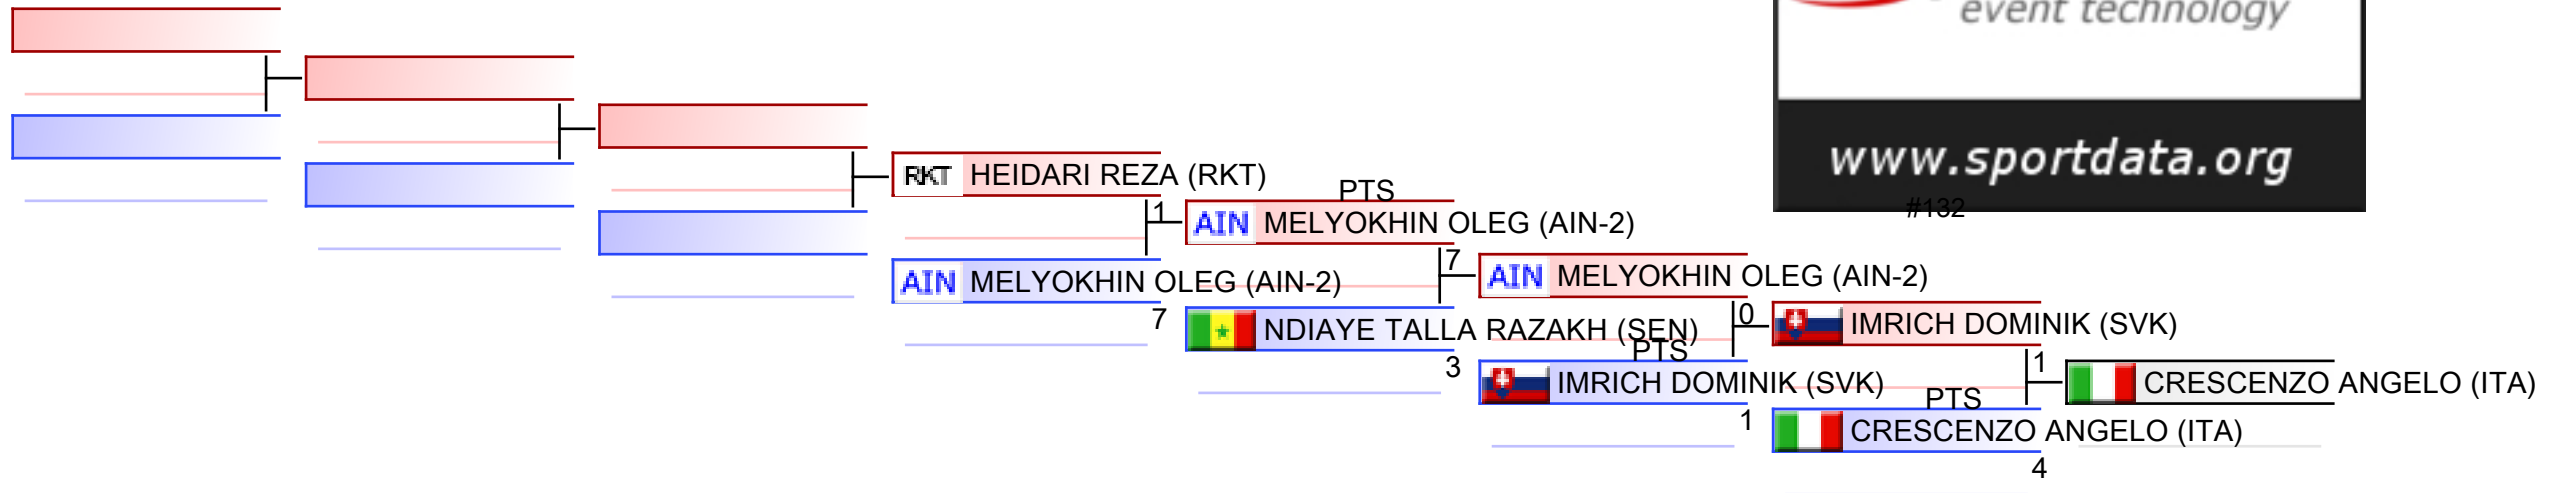 event technology
www.sportdata.org
#132
RKT HEIDARI REZA (RKT)
PTS
1
AIN MELYOKHIN OLEG (AIN-2)
7
AIN MELYOKHIN OLEG (AIN-2)
AIN MELYOKHIN OLEG (AIN-2)
7
NDIAYE TALLA RAZAKH (SEN)
0
IMRICH DOMINIK (SVK)
PTS
3
IMRICH DOMINIK (SVK)
1
CRESCENZO ANGELO (ITA)
PTS
1
CRESCENZO ANGELO (ITA)
4